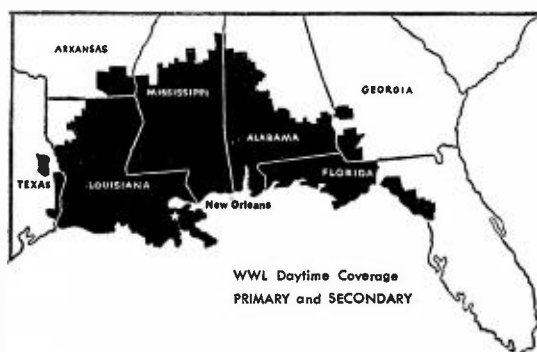 ARKANSAS
MISSISSIPPI
GEORGIA
ALABAMA
TEXAS
LOUISIANA
FLORIDA
New Orleans
WWL Daytime Coverage
PRIMARY and SECONDARY